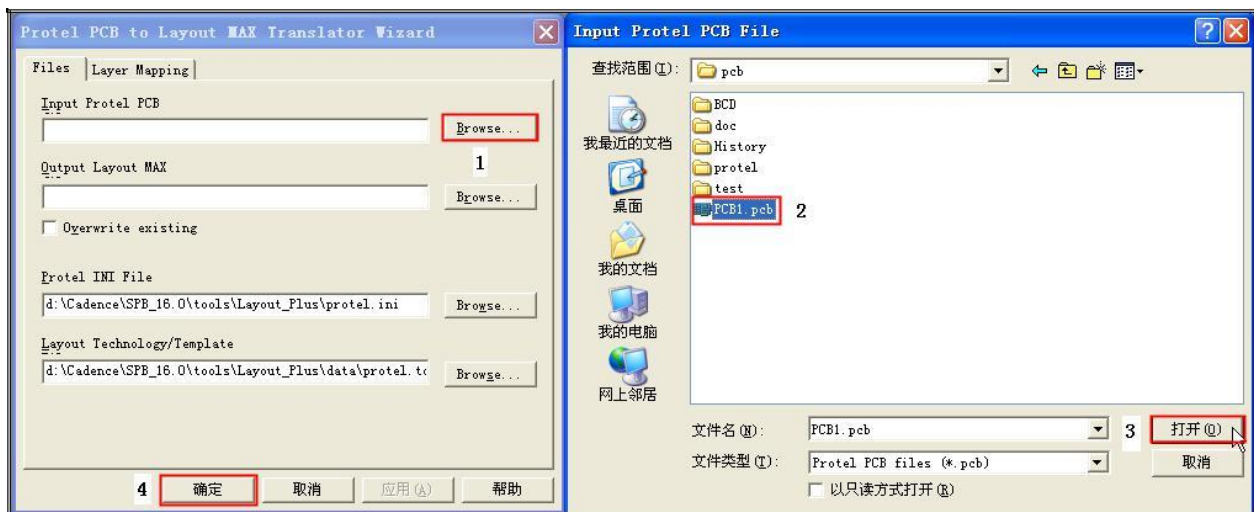 Protel PCB to Layout MAX Translator Wizard
Files
Layer Mapping
Input Protel PCB
Browse...
1
Output Layout MAX
Browse...
Overwrite existing
Protel INI File
d:\Cadence\SPB_16.0\tools\Layout_Plus\protel.ini
Browse...
Layout Technology/Template
d:\Cadence\SPB_16.0\tools\Layout_Plus\data\protel.tc
Browse...
4
确定
取消
应用(A)
帮助
Input Protel PCB File
查找范围(I):
pcb
我最近的文档
桌面
我的文档
我的电脑
网上邻居
BCD
doc
History
protel
test
PCB1.pcb
2
文件名(N):
PCB1.pcb
3
打开(O)
文件类型(T):
Protel PCB files (*.pcb)
取消
以只读方式打开(R)